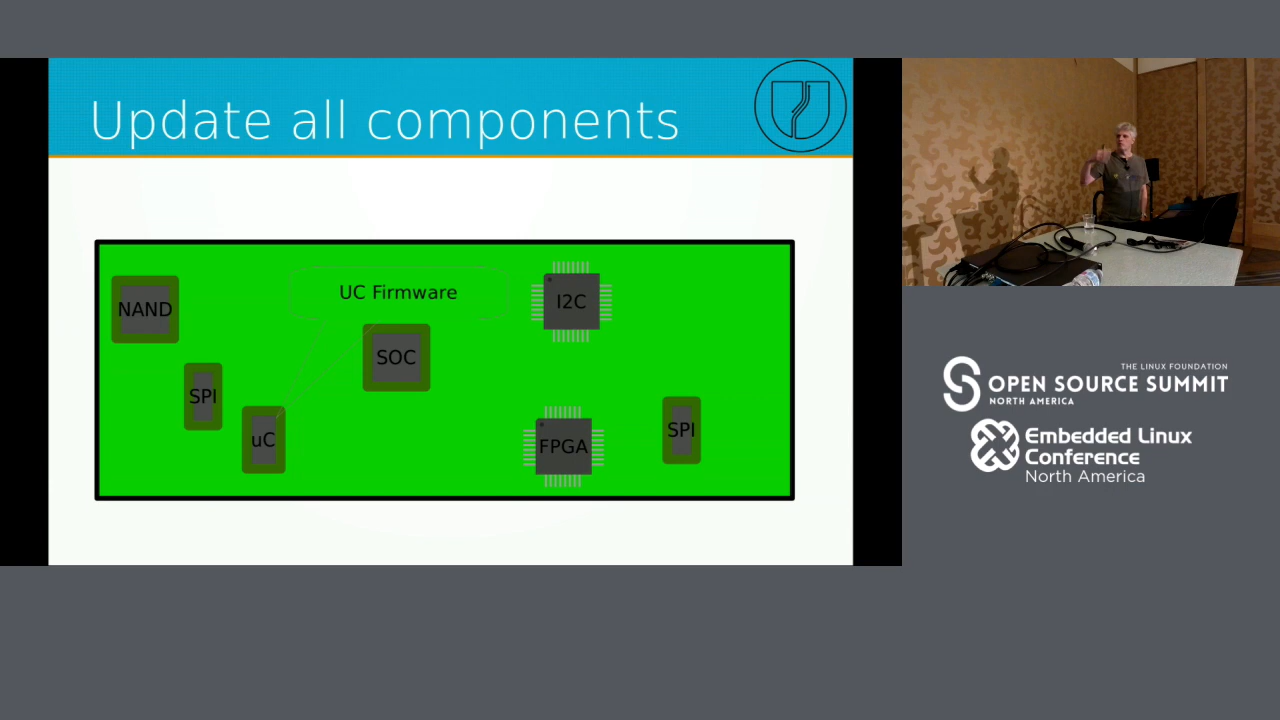 Update all components
NAND
UC Firmware
I2C
SOC
SPI
uC
FPGA
SPI
THE LINUX FOUNDATION
OPEN SOURCE SUMMIT
NORTH AMERICA
Embedded Linux
Conference
North America